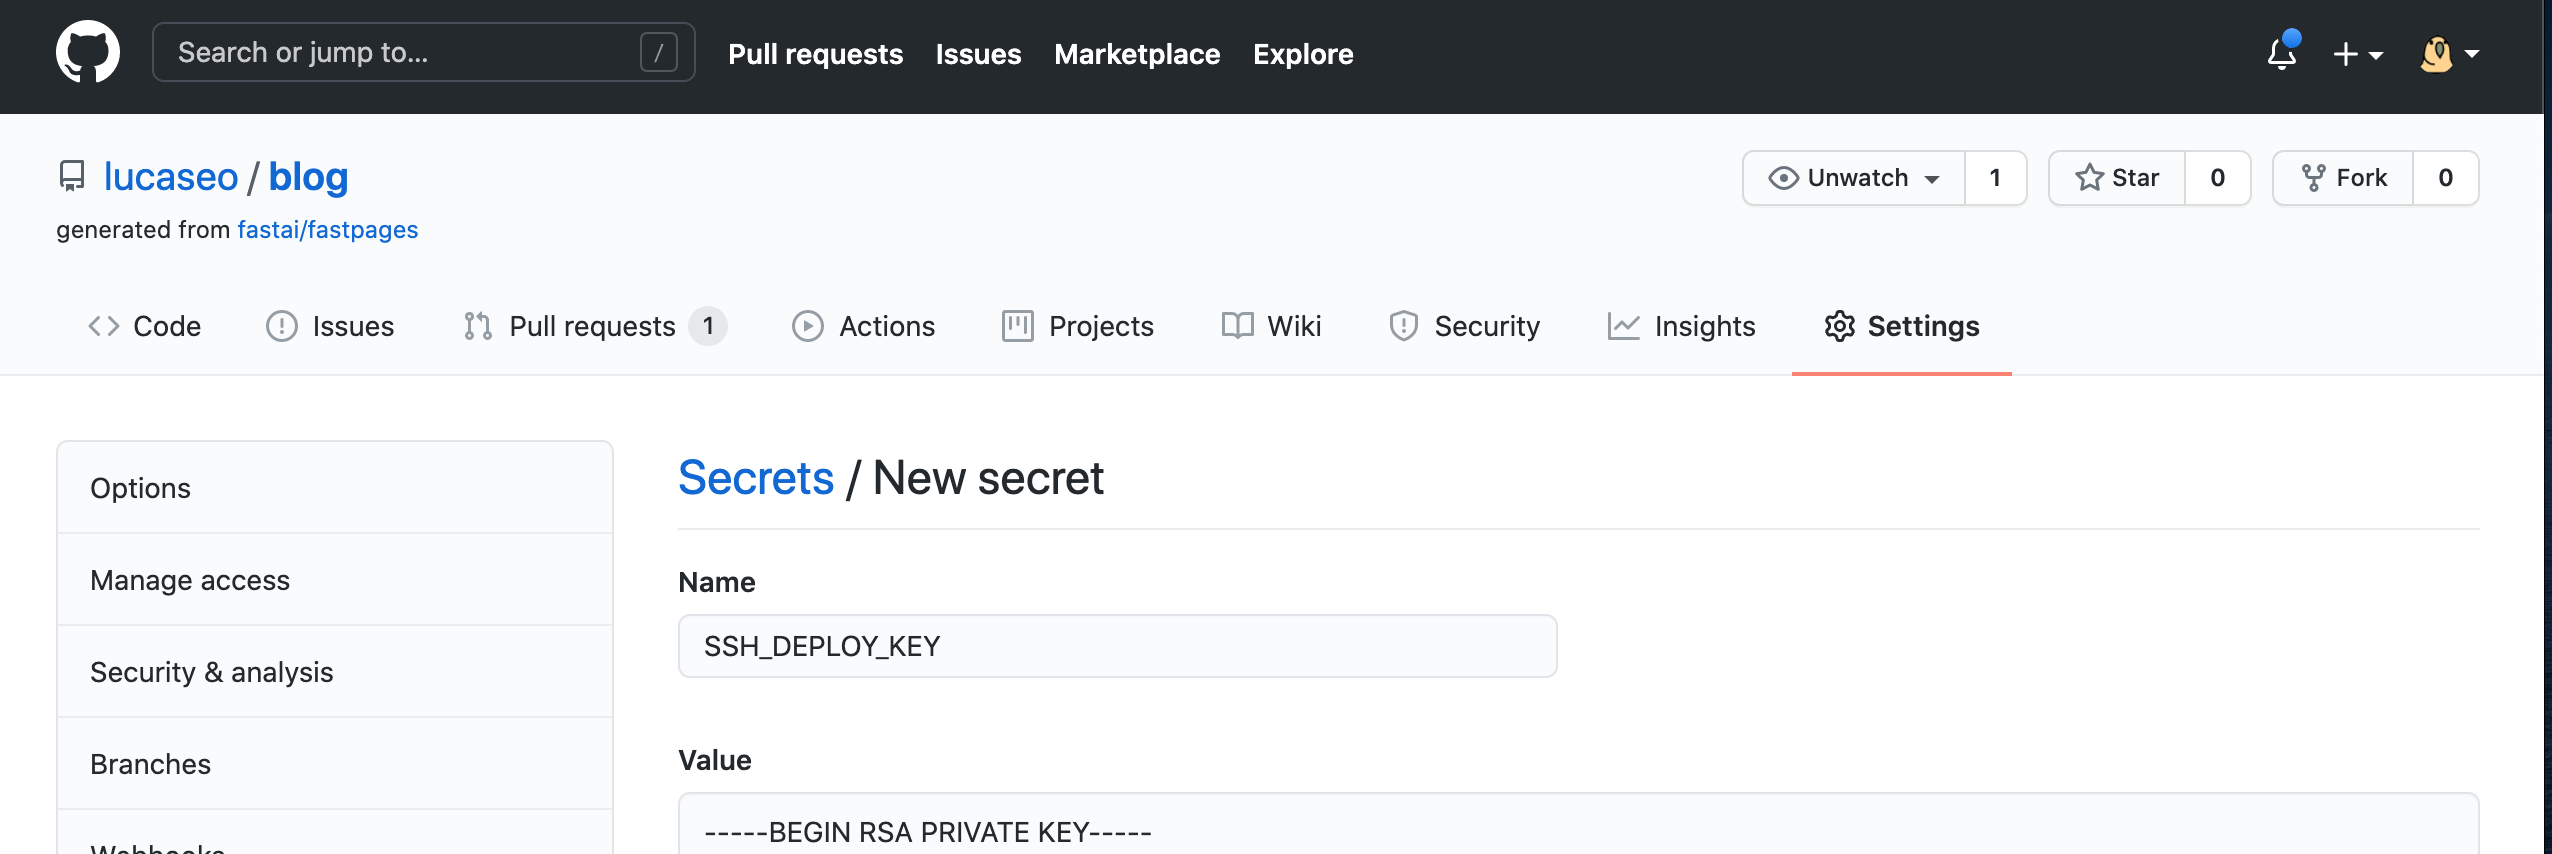 Search or jump to... / Pull requests Issues Marketplace Explore
lucaseo / blog Unwatch 1 Star 0 Fork 0
generated from fastai/fastpages
Code Issues Pull requests 1 Actions Projects Wiki Security Insights Settings
Options
Manage access
Security & analysis
Branches
Webhooks
Secrets / New secret
Name
SSH_DEPLOY_KEY
Value
-----BEGIN RSA PRIVATE KEY-----